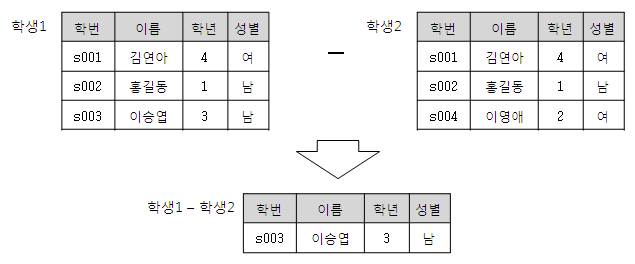 학생1
학번 이름 학년 성별
s001 김연아 4 여
s002 홍길동 1 남
s003 이승엽 3 남
—
학생2
학번 이름 학년 성별
s001 김연아 4 여
s002 홍길동 1 남
s004 이영애 2 여
학생1 – 학생2
학번 이름 학년 성별
s003 이승엽 3 남